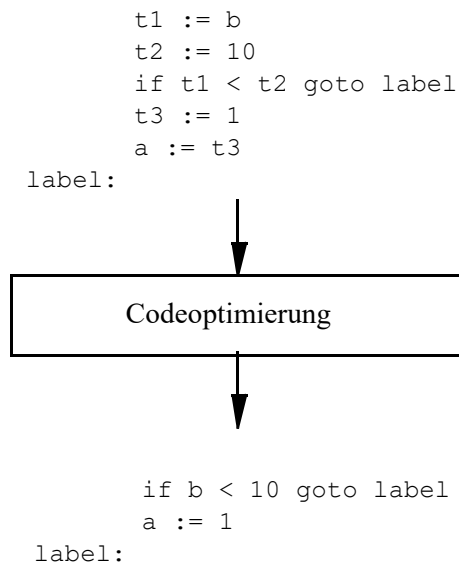 t1 := b
t2 := 10
if t1 < t2 goto label
t3 := 1
a := t3
label:
Codeoptimierung
if b < 10 goto label
a := 1
label: